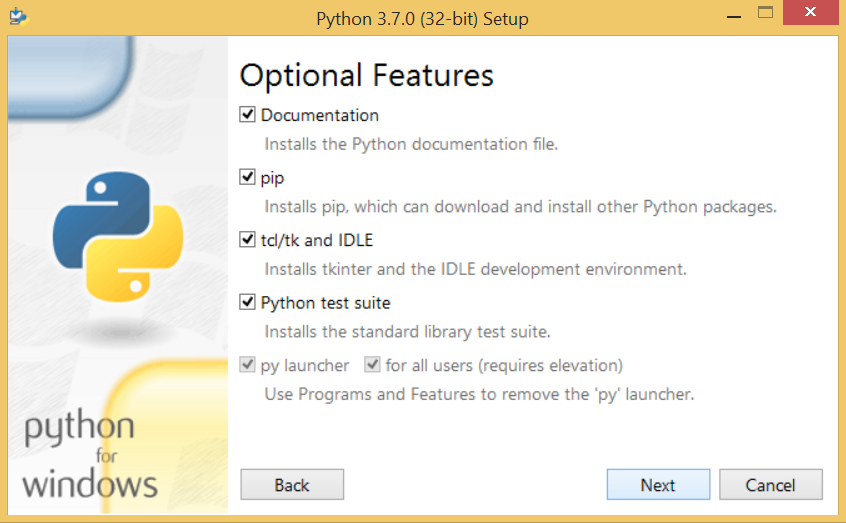 Python 3.7.0 (32-bit) Setup
Optional Features
Documentation
Installs the Python documentation file.
pip
Installs pip, which can download and install other Python packages.
tcl/tk and IDLE
Installs tkinter and the IDLE development environment.
Python test suite
Installs the standard library test suite.
py launcher for all users (requires elevation)
Use Programs and Features to remove the 'py' launcher.
python
for
windows
Back Next Cancel